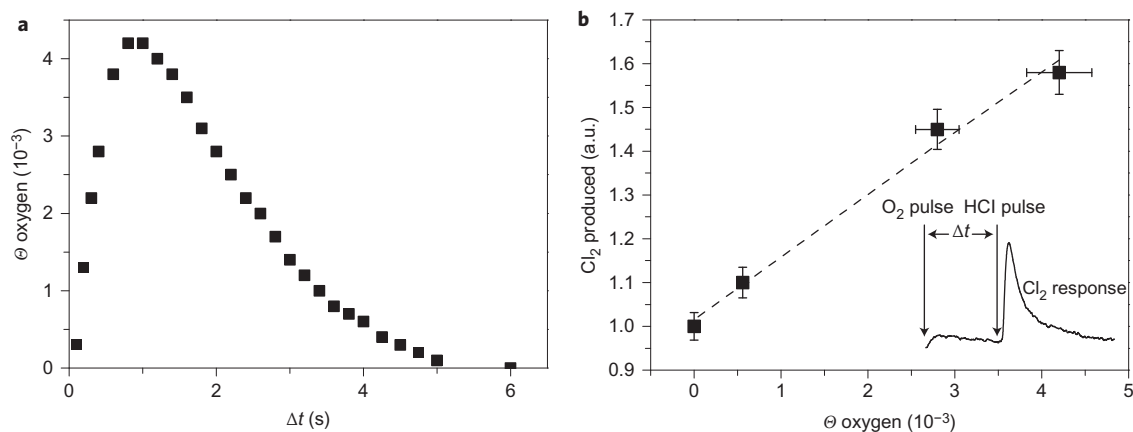 a
4
3
2
1
0
0
2
4
6
Θ oxygen (10⁻³)
Δt (s)
b
1.7
1.6
1.5
1.4
1.3
1.2
1.1
1.0
0.9
0
1
2
3
4
5
Cl₂ produced (a.u.)
Θ oxygen (10⁻³)
O₂ pulse HCl pulse
Δt
Cl₂ response